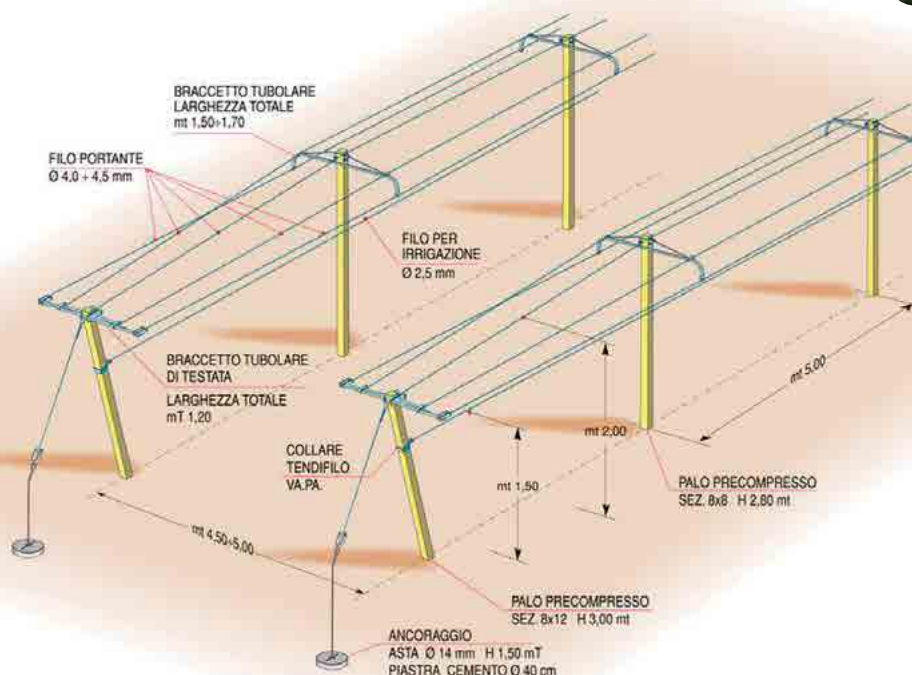 BRACCETTO TUBOLARE
LARGHEZZA TOTALE
mt 1,50÷1,70
FILO PORTANTE
Ø 4,0 ÷ 4,5 mm
FILO PER
IRRIGAZIONE
Ø 2,5 mm
BRACCETTO TUBOLARE
DI TESTATA
LARGHEZZA TOTALE
mT 1,20
COLLARE
TENDIFILO
VA.PA.
mt 1,50
mt 2,00
mt 5,00
mt 4,50÷5,00
PALO PRECOMPRESSO
SEZ. 8x8 H 2,80 mt
PALO PRECOMPRESSO
SEZ. 8x12 H 3,00 mt
ANCORAGGIO
ASTA Ø 14 mm H 1,50 mT
PIASTRA CEMENTO Ø 40 cm